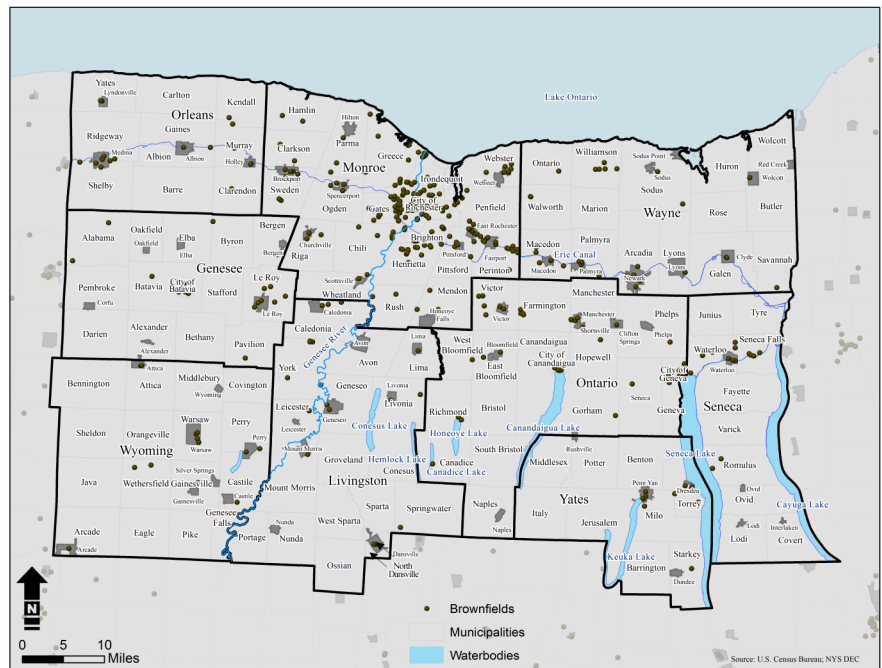 Lake Ontario
Yates
Lyndonville
Carlton
Kendall
Orleans
Gaines
Ridgeway
Medina
Murray
Albion
Albion
Holley
Shelby
Barre
Clarendon
Hamlin
Hilton
Parma
Clarkson
Greece
Monroe
Brockport
Sweden
Spencerport
Ogden
Gates
Irondequoit
City of
Rochester
Webster
Webster
Penfield
Brighton
East Rochester
Churchville
Riga
Chili
Henrietta
Pittsford
Fairport
Pittsford
Perinton
Scottsville
Wheatland
Rush
Mendon
Honeoye
Falls
Ontario
Williamson
Sodus Point
Sodus
Sodus
Huron
Wolcott
Red Creek
Wolcott
Walworth
Marion
Wayne
Rose
Butler
Macedon
Palmyra
Erie Canal
Macedon
Palmyra
Arcadia
Newark
Lyons
Lyons
Clyde
Galen
Savannah
Alabama
Oakfield
Oakfield
Elba
Elba
Byron
Bergen
Bergen
Genesee
Pembroke
Corfu
Batavia
City of
Batavia
Stafford
Le Roy
Le Roy
Darien
Alexander
Alexander
Bethany
Pavilion
Caledonia
Caledonia
Genesee River
Avon
Avon
Lima
Lima
York
Geneseo
Geneseo
Livonia
Livonia
Leicester
Leicester
Conesus Lake
Mount Morris
Mount Morris
Groveland
Hemlock Lake
Conesus
Livingston
Sparta
West Sparta
Springwater
Nunda
Nunda
Portage
Ossian
Dansville
North
Dansville
Victor
Victor
Farmington
Manchester
Manchester
Shortsville
Clifton
Springs
Phelps
Phelps
West
Bloomfield
Bloomfield
East
Bloomfield
Canandaigua
City of
Canandaigua
Hopewell
Ontario
Seneca
City of
Geneva
Geneva
Richmond
Bristol
Gorham
Honeoye Lake
Canandaigua Lake
Canadice
Canadice Lake
South Bristol
Naples
Naples
Junius
Tyre
Waterloo
Waterloo
Seneca Falls
Fayette
Seneca
Varick
Romulus
Ovid
Ovid
Seneca Lake
Cayuga Lake
Lodi
Lodi
Interlaken
Covert
Bennington
Attica
Attica
Middlebury
Wyoming
Covington
Sheldon
Orangeville
Warsaw
Warsaw
Perry
Perry
Wyoming
Silver Springs
Castile
Castile
Java
Wethersfield
Gainesville
Gainesville
Genesee
Falls
Arcade
Arcade
Eagle
Pike
Middlesex
Rushville
Potter
Benton
Penn Yan
Dresden
Torrey
Yates
Italy
Milo
Jerusalem
Keuka Lake
Barrington
Starkey
Dundee
N
0 5 10
Miles
Brownfields
Municipalities
Waterbodies
Source: U.S. Census Bureau; NYS DEC